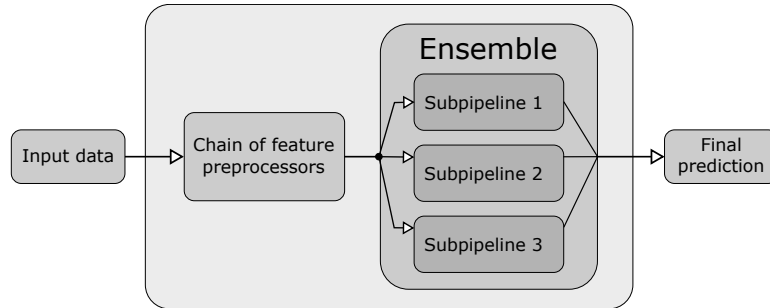 Ensemble
Subpipeline 1
Input data
Chain of feature
preprocessors
Subpipeline 2
Final
prediction
Subpipeline 3